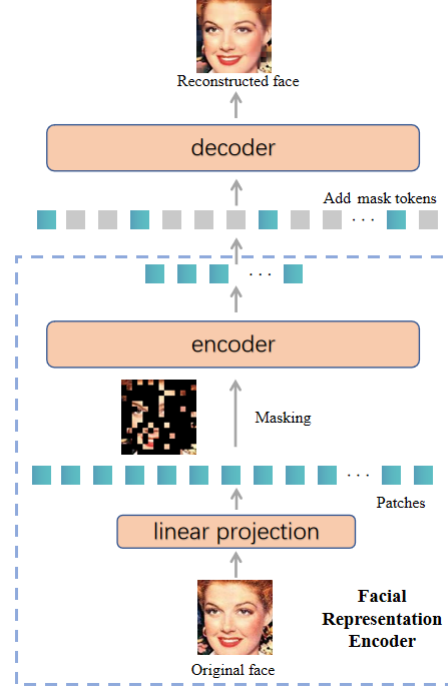 Reconstructed face
decoder
Add mask tokens
...
...
encoder
Masking
...
Patches
linear projection
Facial
Representation
Encoder
Original face